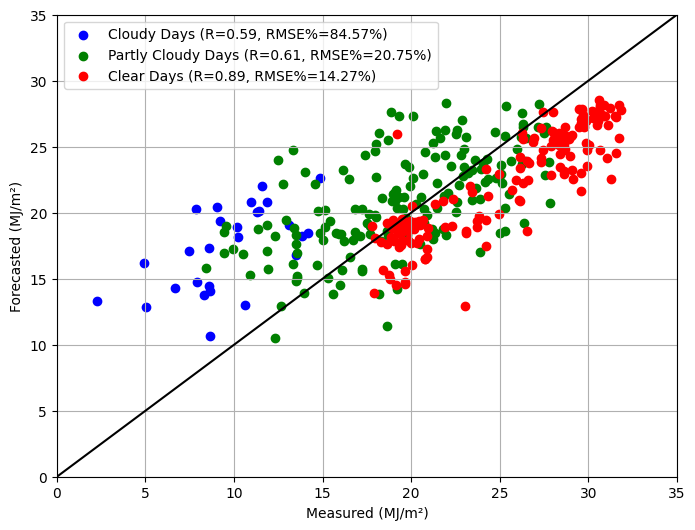 Cloudy Days (R=0.59, RMSE%=84.57%)
Partly Cloudy Days (R=0.61, RMSE%=20.75%)
Clear Days (R=0.89, RMSE%=14.27%)
35
30
25
20
15
10
5
0
Forecasted (MJ/m²)
0 5 10 15 20 25 30 35
Measured (MJ/m²)